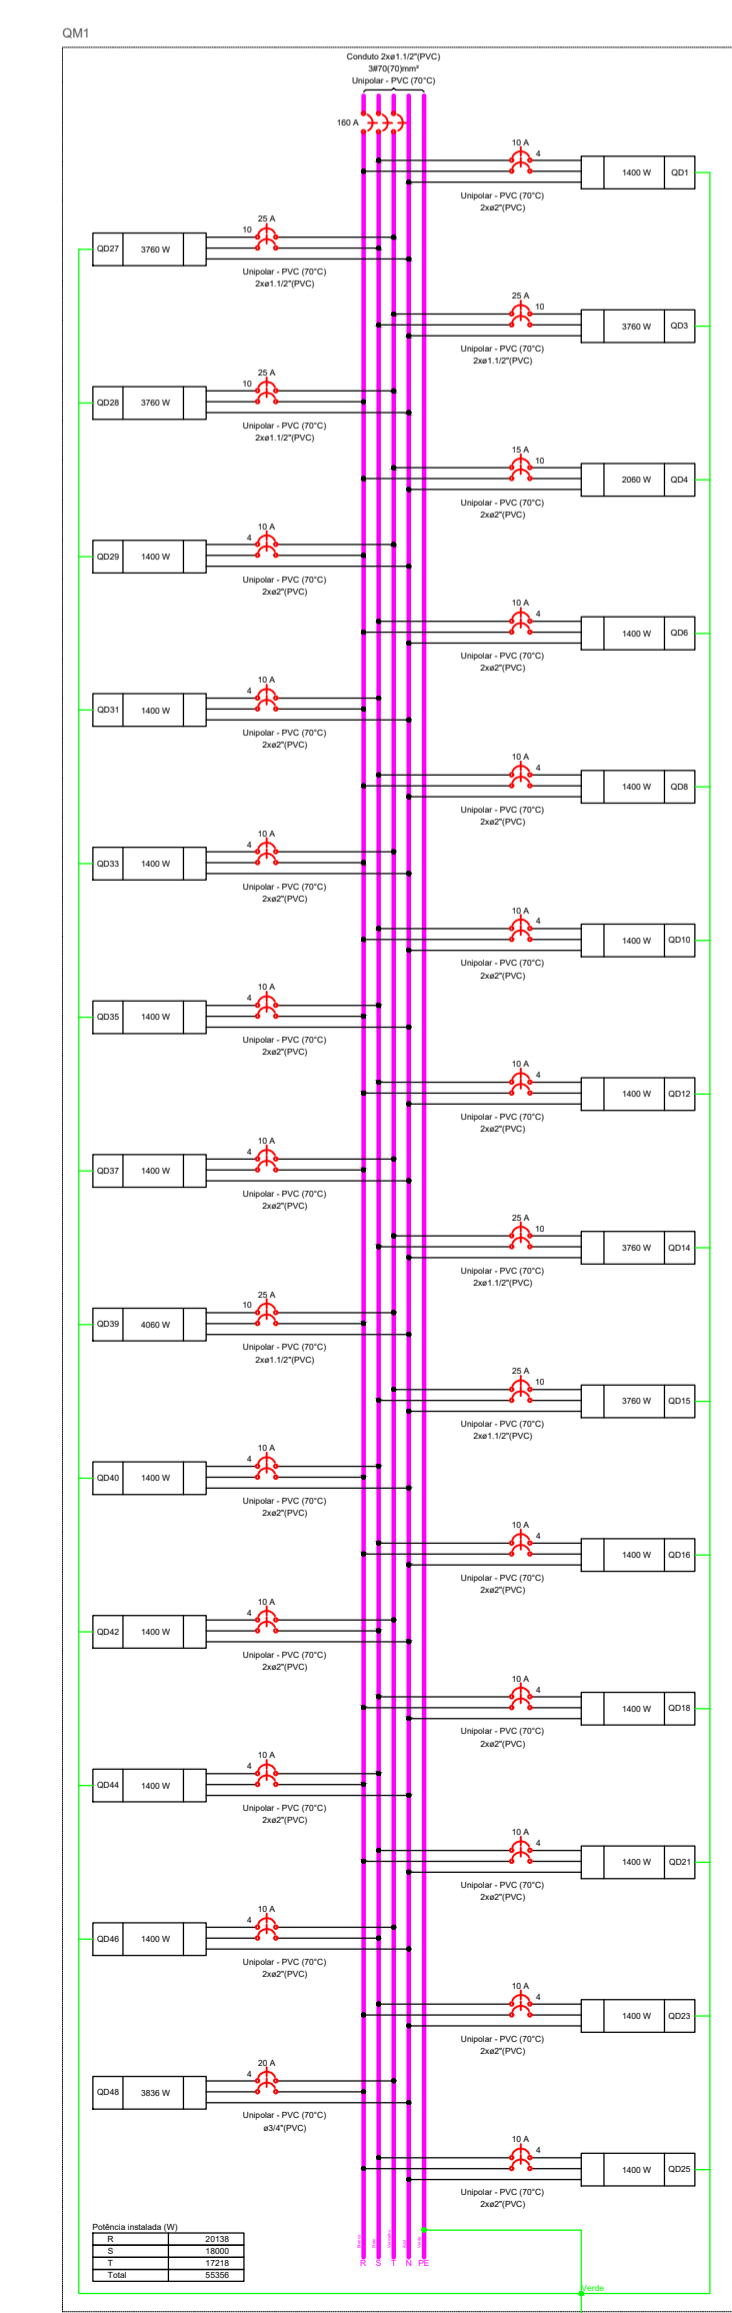 QM1
Conduto 2xø1.1/2"(PVC)
3#70(70)mm²
Unipolar - PVC (70°C)
160 A
10 A
4
1400 W QD1
Unipolar - PVC (70°C)
2xø2"(PVC)
25 A
10
QD27 3760 W
Unipolar - PVC (70°C)
2xø1.1/2"(PVC)
25 A
10
3760 W QD3
Unipolar - PVC (70°C)
2xø1.1/2"(PVC)
25 A
10
QD28 3760 W
Unipolar - PVC (70°C)
2xø1.1/2"(PVC)
15 A
10
2060 W QD4
Unipolar - PVC (70°C)
2xø2"(PVC)
10 A
4
QD29 1400 W
Unipolar - PVC (70°C)
2xø2"(PVC)
10 A
4
1400 W QD6
Unipolar - PVC (70°C)
2xø2"(PVC)
10 A
4
QD31 1400 W
Unipolar - PVC (70°C)
2xø2"(PVC)
10 A
4
1400 W QD8
Unipolar - PVC (70°C)
2xø2"(PVC)
10 A
4
QD33 1400 W
Unipolar - PVC (70°C)
2xø2"(PVC)
10 A
4
1400 W QD10
Unipolar - PVC (70°C)
2xø2"(PVC)
10 A
4
QD35 1400 W
Unipolar - PVC (70°C)
2xø2"(PVC)
10 A
4
1400 W QD12
Unipolar - PVC (70°C)
2xø2"(PVC)
10 A
4
QD37 1400 W
Unipolar - PVC (70°C)
2xø2"(PVC)
25 A
10
3760 W QD14
Unipolar - PVC (70°C)
2xø1.1/2"(PVC)
25 A
10
QD39 4060 W
Unipolar - PVC (70°C)
2xø1.1/2"(PVC)
25 A
10
3760 W QD15
Unipolar - PVC (70°C)
2xø1.1/2"(PVC)
10 A
4
QD40 1400 W
Unipolar - PVC (70°C)
2xø2"(PVC)
10 A
4
1400 W QD16
Unipolar - PVC (70°C)
2xø2"(PVC)
10 A
4
QD42 1400 W
Unipolar - PVC (70°C)
2xø2"(PVC)
10 A
4
1400 W QD18
Unipolar - PVC (70°C)
2xø2"(PVC)
10 A
4
QD44 1400 W
Unipolar - PVC (70°C)
2xø2"(PVC)
10 A
4
1400 W QD21
Unipolar - PVC (70°C)
2xø2"(PVC)
10 A
4
QD46 1400 W
Unipolar - PVC (70°C)
2xø2"(PVC)
10 A
4
1400 W QD23
Unipolar - PVC (70°C)
2xø2"(PVC)
20 A
4
QD48 3836 W
Unipolar - PVC (70°C)
ø3/4"(PVC)
10 A
4
1400 W QD25
Unipolar - PVC (70°C)
2xø2"(PVC)
Potência instalada (W)
R 20138
S 18000
T 17218
Total 55356
R S T N PE
Verde